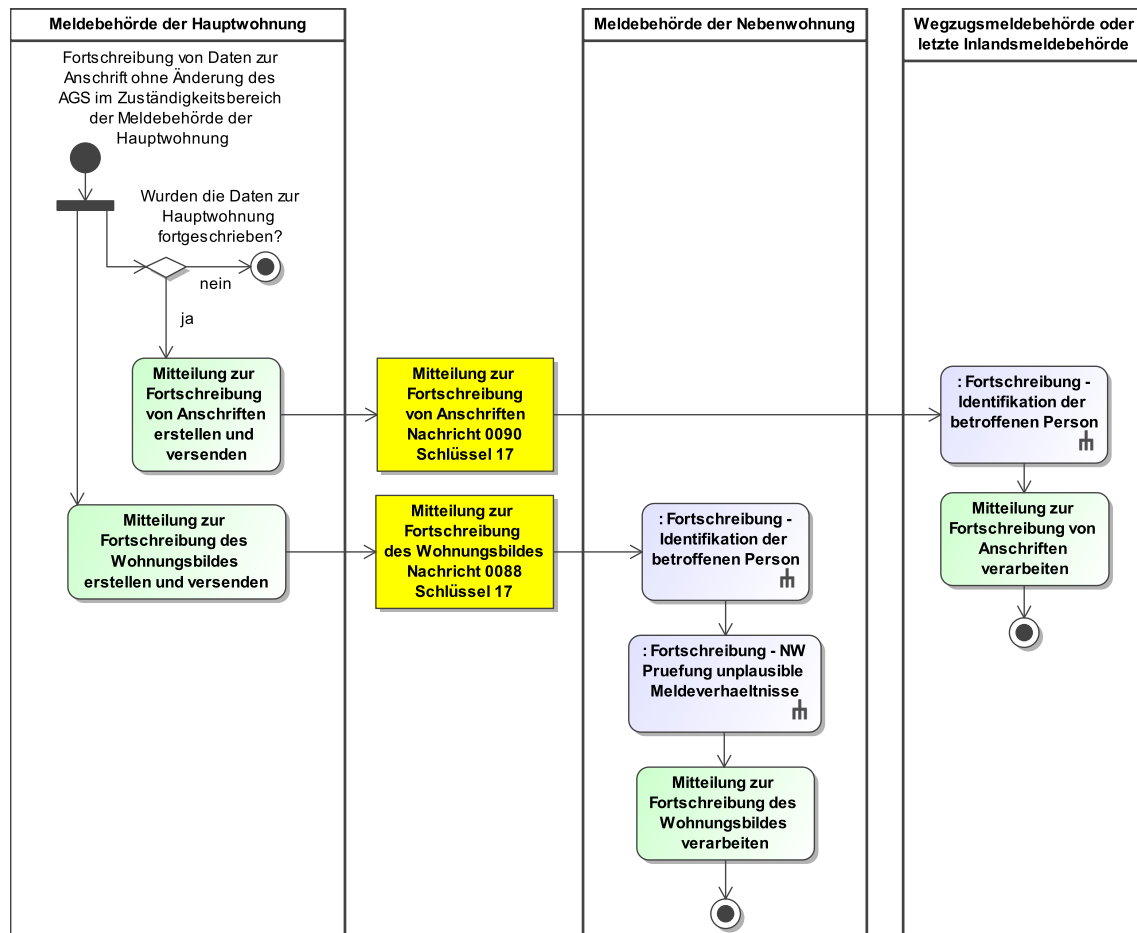 Meldebehörde der Hauptwohnung
Meldebehörde der Nebenwohnung
Wegzugsmeldebehörde oder
letzte Inlandsmeldebehörde
Fortschreibung von Daten zur
Anschrift ohne Änderung des
AGS im Zuständigkeitsbereich
der Meldebehörde der
Hauptwohnung
Wurden die Daten zur
Hauptwohnung
fortgeschrieben?
nein
ja
Mitteilung zur
Fortschreibung
von Anschriften
erstellen und
versenden
Mitteilung zur
Fortschreibung
von Anschriften
Nachricht 0090
Schlüssel 17
: Fortschreibung -
Identifikation der
betroffenen Person
Mitteilung zur
Fortschreibung von
Anschriften
verarbeiten
Mitteilung zur
Fortschreibung des
Wohnungsbildes
erstellen und versenden
Mitteilung zur
Fortschreibung
des Wohnungsbildes
Nachricht 0088
Schlüssel 17
: Fortschreibung -
Identifikation der
betroffenen Person
: Fortschreibung - NW
Pruefung unplausible
Meldeverhaeltnisse
Mitteilung zur
Fortschreibung des
Wohnungsbildes
verarbeiten